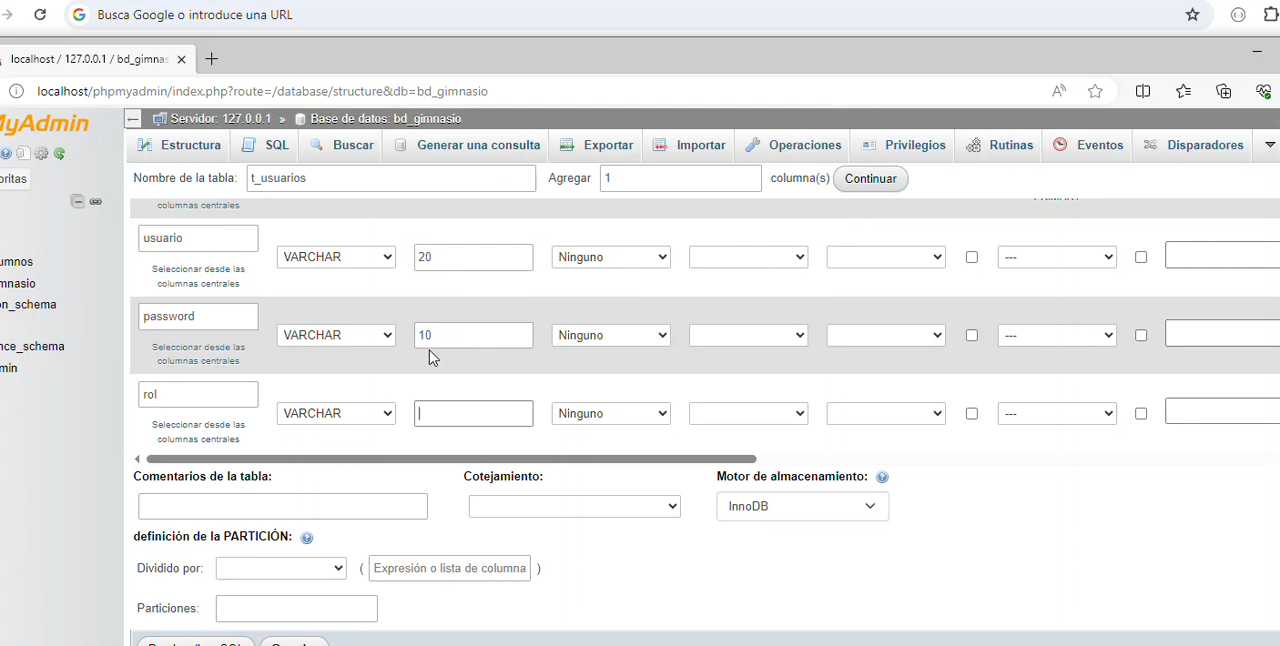 Busca Google o introduce una URL
localhost / 127.0.0.1 / bd_gimnas
localhost/phpmyadmin/index.php?route=/database/structure&db=bd_gimnasio
MyAdmin
Servidor: 127.0.0.1 » Base de datos: bd_gimnasio
Estructura SQL Buscar Generar una consulta Exportar Importar Operaciones Privilegios Rutinas Eventos Disparadores
oritas
Nombre de la tabla: t_usuarios Agregar 1 columna(s) Continuar
columnas centrales
usuario
VARCHAR 20 Ninguno ---
Seleccionar desde las
columnas centrales
umnos
mnasio
on_schema
nce_schema
min
password
VARCHAR 10 Ninguno ---
Seleccionar desde las
columnas centrales
rol
VARCHAR Ninguno ---
Seleccionar desde las
columnas centrales
Comentarios de la tabla: Cotejamiento: Motor de almacenamiento:
InnoDB
definición de la PARTICIÓN:
Dividido por: ( Expresión o lista de columna )
Particiones: